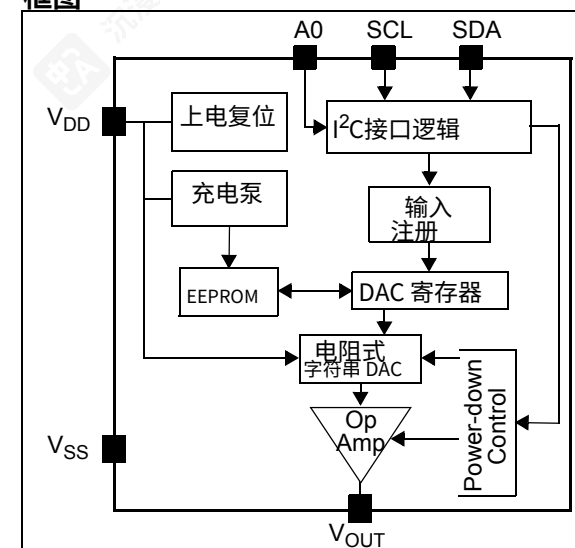 框图
A0 SCL SDA
VDD
上电复位
I2C接口逻辑
充电泵
输入
注册
EEPROM
DAC 寄存器
电阻式
字符串 DAC
Power-down
Control
Op
Amp
VSS
VOUT